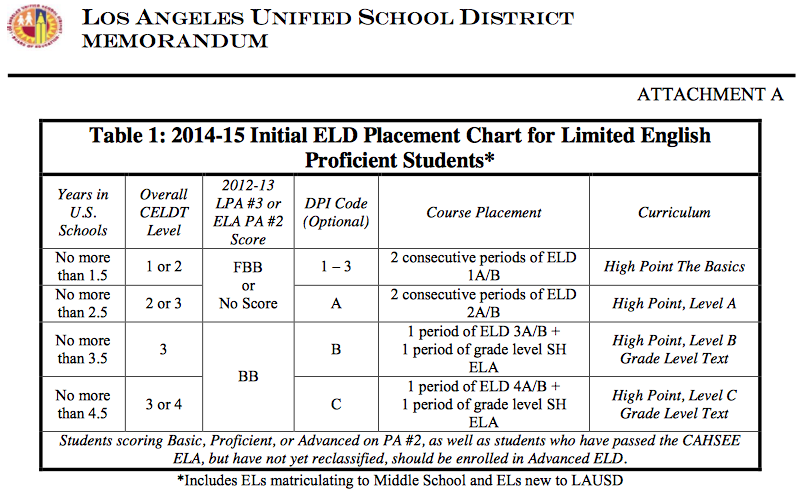 LOS ANGELES UNIFIED SCHOOL DISTRICT
MEMORANDUM
ATTACHMENT A
Table 1: 2014-15 Initial ELD Placement Chart for Limited English
Proficient Students*
Years in
U.S.
Schools
Overall
CELDT
Level
2012-13
LPA #3 or
ELA PA #2
Score
DPI Code
(Optional)
Course Placement
Curriculum
No more
than 1.5
1 or 2
FBB
or
No Score
1 – 3
2 consecutive periods of ELD
1A/B
High Point The Basics
No more
than 2.5
2 or 3
A
2 consecutive periods of ELD
2A/B
High Point, Level A
No more
than 3.5
3
BB
B
1 period of ELD 3A/B +
1 period of grade level SH
ELA
High Point, Level B
Grade Level Text
No more
than 4.5
3 or 4
C
1 period of ELD 4A/B +
1 period of grade level SH
ELA
High Point, Level C
Grade Level Text
Students scoring Basic, Proficient, or Advanced on PA #2, as well as students who have passed the CAHSEE
ELA, but have not yet reclassified, should be enrolled in Advanced ELD.
*Includes ELs matriculating to Middle School and ELs new to LAUSD